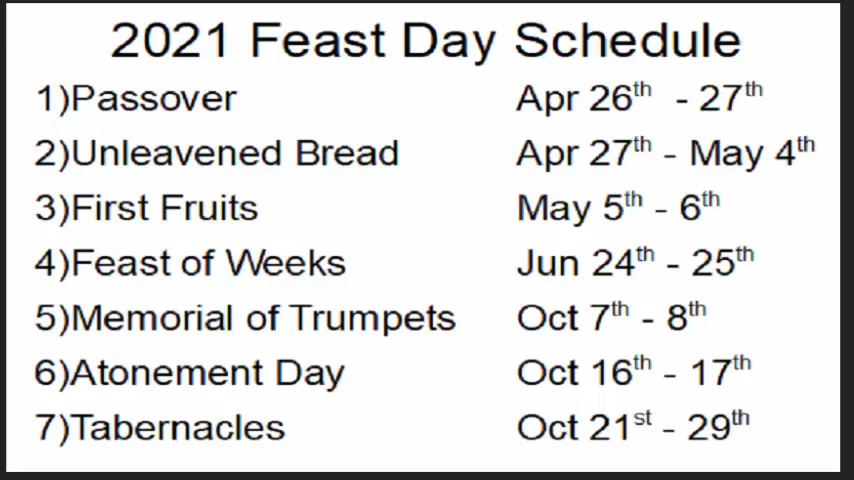 2021 Feast Day Schedule
1)Passover Apr 26th - 27th
2)Unleavened Bread Apr 27th - May 4th
3)First Fruits May 5th - 6th
4)Feast of Weeks Jun 24th - 25th
5)Memorial of Trumpets Oct 7th - 8th
6)Atonement Day Oct 16th - 17th
7)Tabernacles Oct 21st - 29th